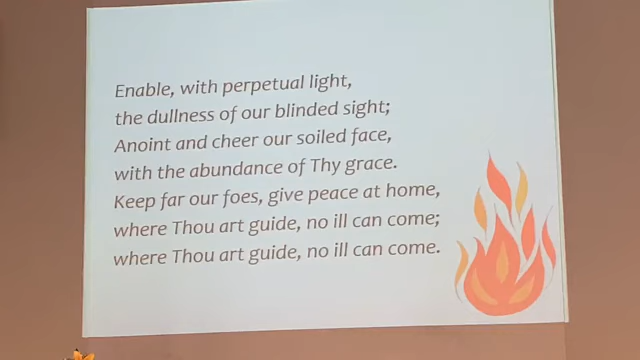 Enable, with perpetual light,
the dullness of our blinded sight;
Anoint and cheer our soiled face,
with the abundance of Thy grace.
Keep far our foes, give peace at home,
where Thou art guide, no ill can come;
where Thou art guide, no ill can come.